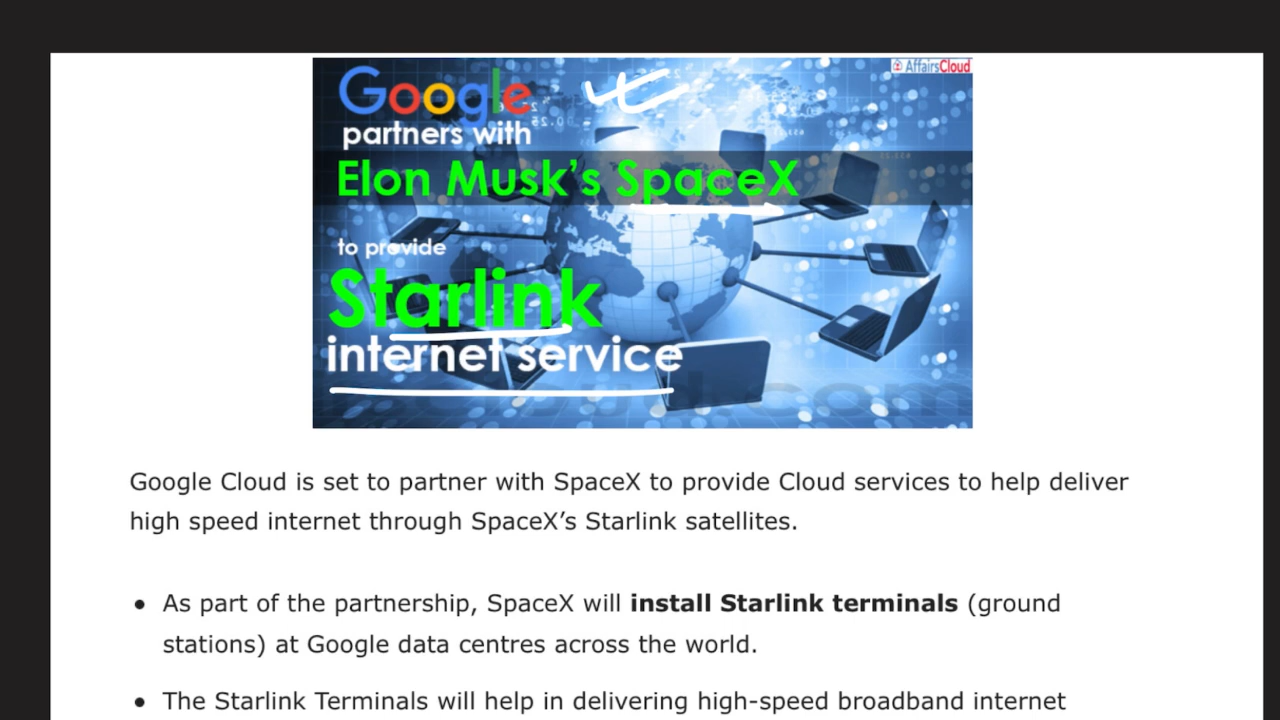 AffairsCloud
Google
partners with
Elon Musk's SpaceX
to provide
Starlink
internet service
Google Cloud is set to partner with SpaceX to provide Cloud services to help deliver
high speed internet through SpaceX’s Starlink satellites.
• As part of the partnership, SpaceX will install Starlink terminals (ground
stations) at Google data centres across the world.
• The Starlink Terminals will help in delivering high-speed broadband internet